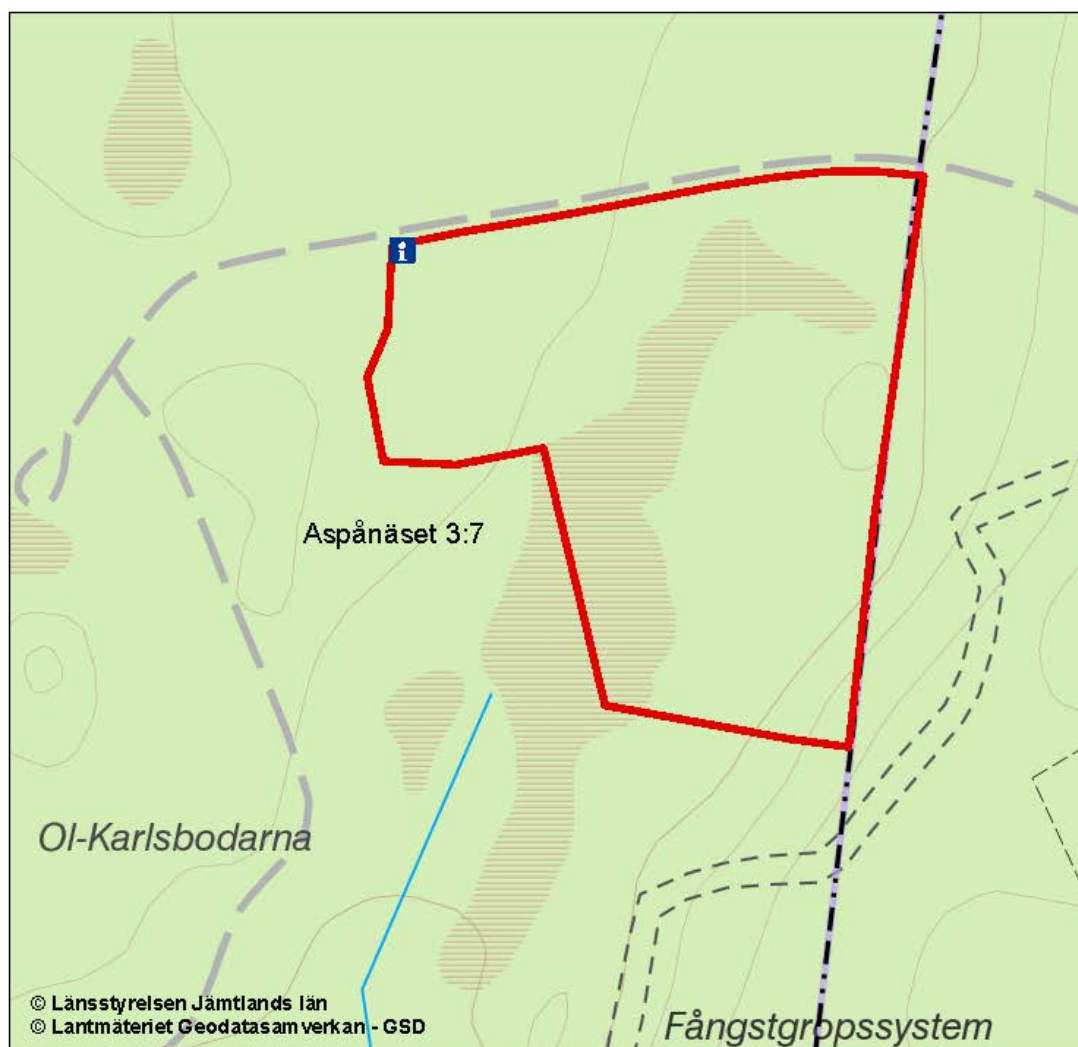 i
Aspånäset 3:7
Ol-Karlsbodarna
© Länsstyrelsen Jämtlands län
© Lantmäteriet Geodatasamverkan - GSD
Fångstgropssystem